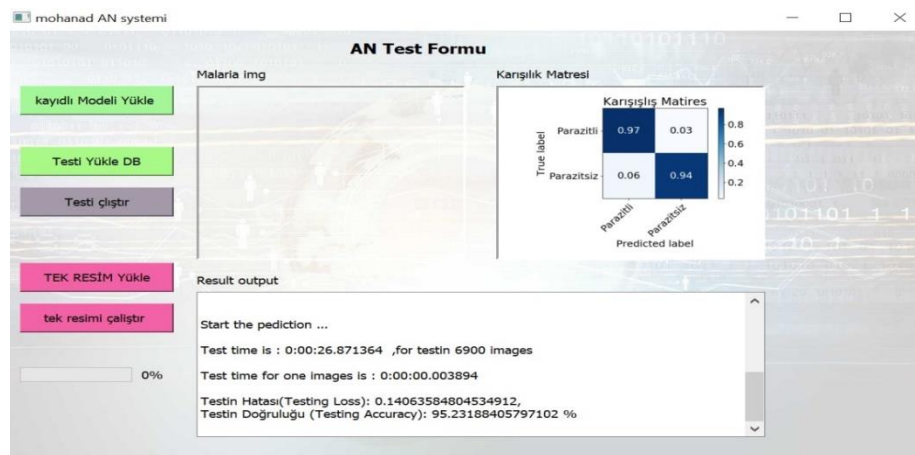 mohanad AN systemi
AN Test Formu
Malaria img
Karışılık Matresi
kayıdlı Modeli Yükle
Testi Yükle DB
Testi çlıştır
TEK RESİM Yükle
tek resimi çaliştır
0%
Karışışlış Matires
True label
Parazitli
0.97
0.03
Parazitsiz
0.06
0.94
0.8
0.6
0.4
0.2
Parazitli
Parazitsiz
Predicted label
Result output
Start the pediction ...
Test time is : 0:00:26.871364 ,for testin 6900 images
Test time for one images is : 0:00:00.003894
Testin Hatası(Testing Loss): 0.14063584804534912,
Testin Doğruluğu (Testing Accuracy): 95.23188405797102 %